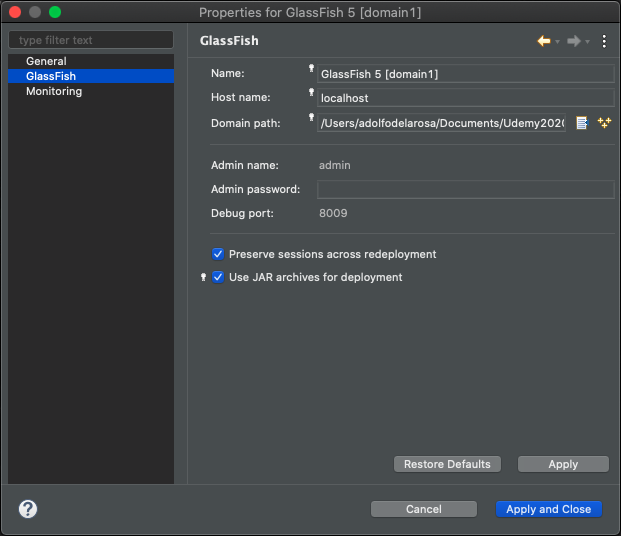 Properties for GlassFish 5 [domain1]
type filter text
General
GlassFish
Monitoring
GlassFish
Name: GlassFish 5 [domain1]
Host name: localhost
Domain path: /Users/adolfodelarosa/Documents/Udemy2020
Admin name: admin
Admin password:
Debug port: 8009
Preserve sessions across redeployment
Use JAR archives for deployment
Restore Defaults Apply
? Cancel Apply and Close